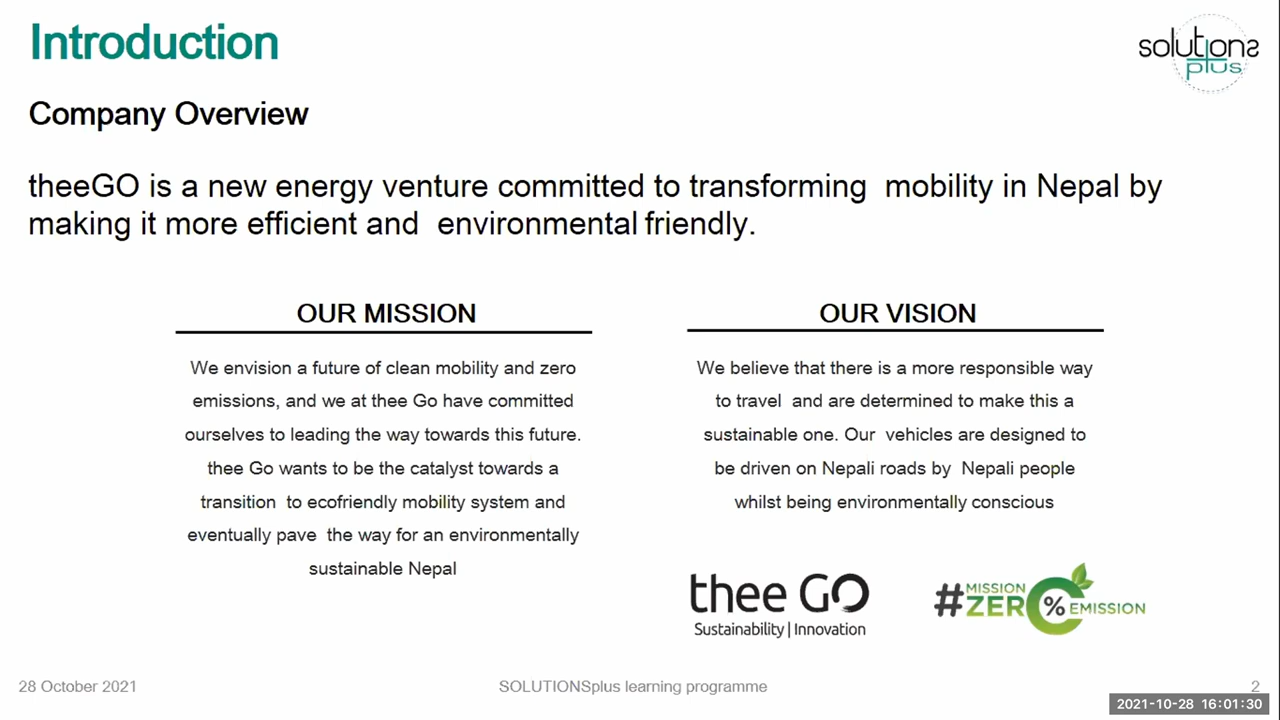 Introduction
solutions
plus
Company Overview
theeGO is a new energy venture committed to transforming mobility in Nepal by
making it more efficient and environmental friendly.
OUR MISSION
We envision a future of clean mobility and zero
emissions, and we at thee Go have committed
ourselves to leading the way towards this future.
thee Go wants to be the catalyst towards a
transition to ecofriendly mobility system and
eventually pave the way for an environmentally
sustainable Nepal
OUR VISION
We believe that there is a more responsible way
to travel and are determined to make this a
sustainable one. Our vehicles are designed to
be driven on Nepali roads by Nepali people
whilst being environmentally conscious
thee GO
Sustainability | Innovation
#MISSION
ZERO % EMISSION
28 October 2021
SOLUTIONSplus learning programme
2
2021-10-28 16:01:30